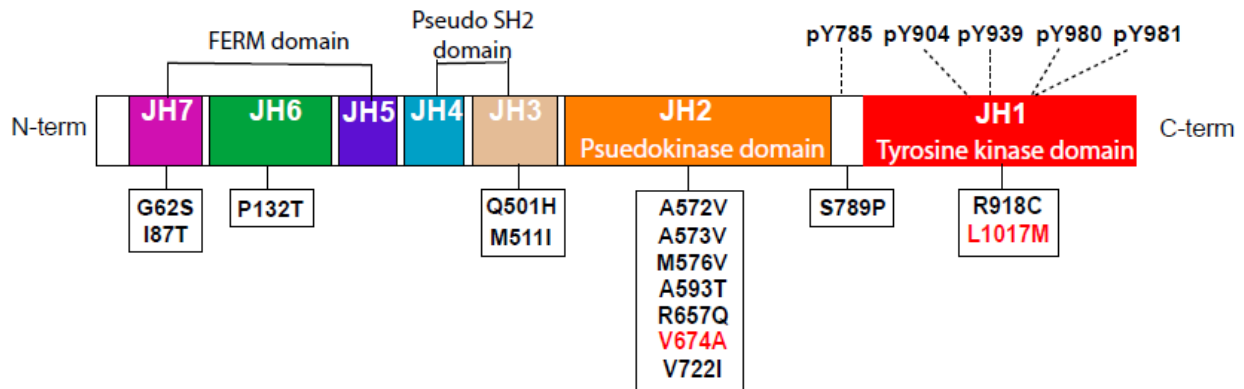 FERM domain
Pseudo SH2
domain
pY785 pY904 pY939 pY980 pY981
N-term
JH7 JH6 JH5 JH4 JH3 JH2 JH1
Psuedokinase domain Tyrosine kinase domain
C-term
G62S
I87T
P132T
Q501H
M511I
A572V
A573V
M576V
A593T
R657Q
V674A
V722I
S789P
R918C
L1017M